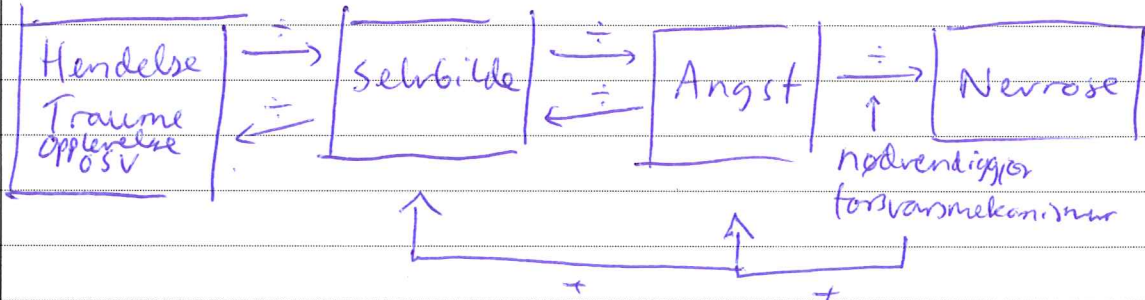 Hendelse
Traume
opplevelse
osv
÷
÷
Selvbilde
÷
÷
Angst
÷
Nevrose
nødvendiggjør
forsvarsmekanismer
+
+